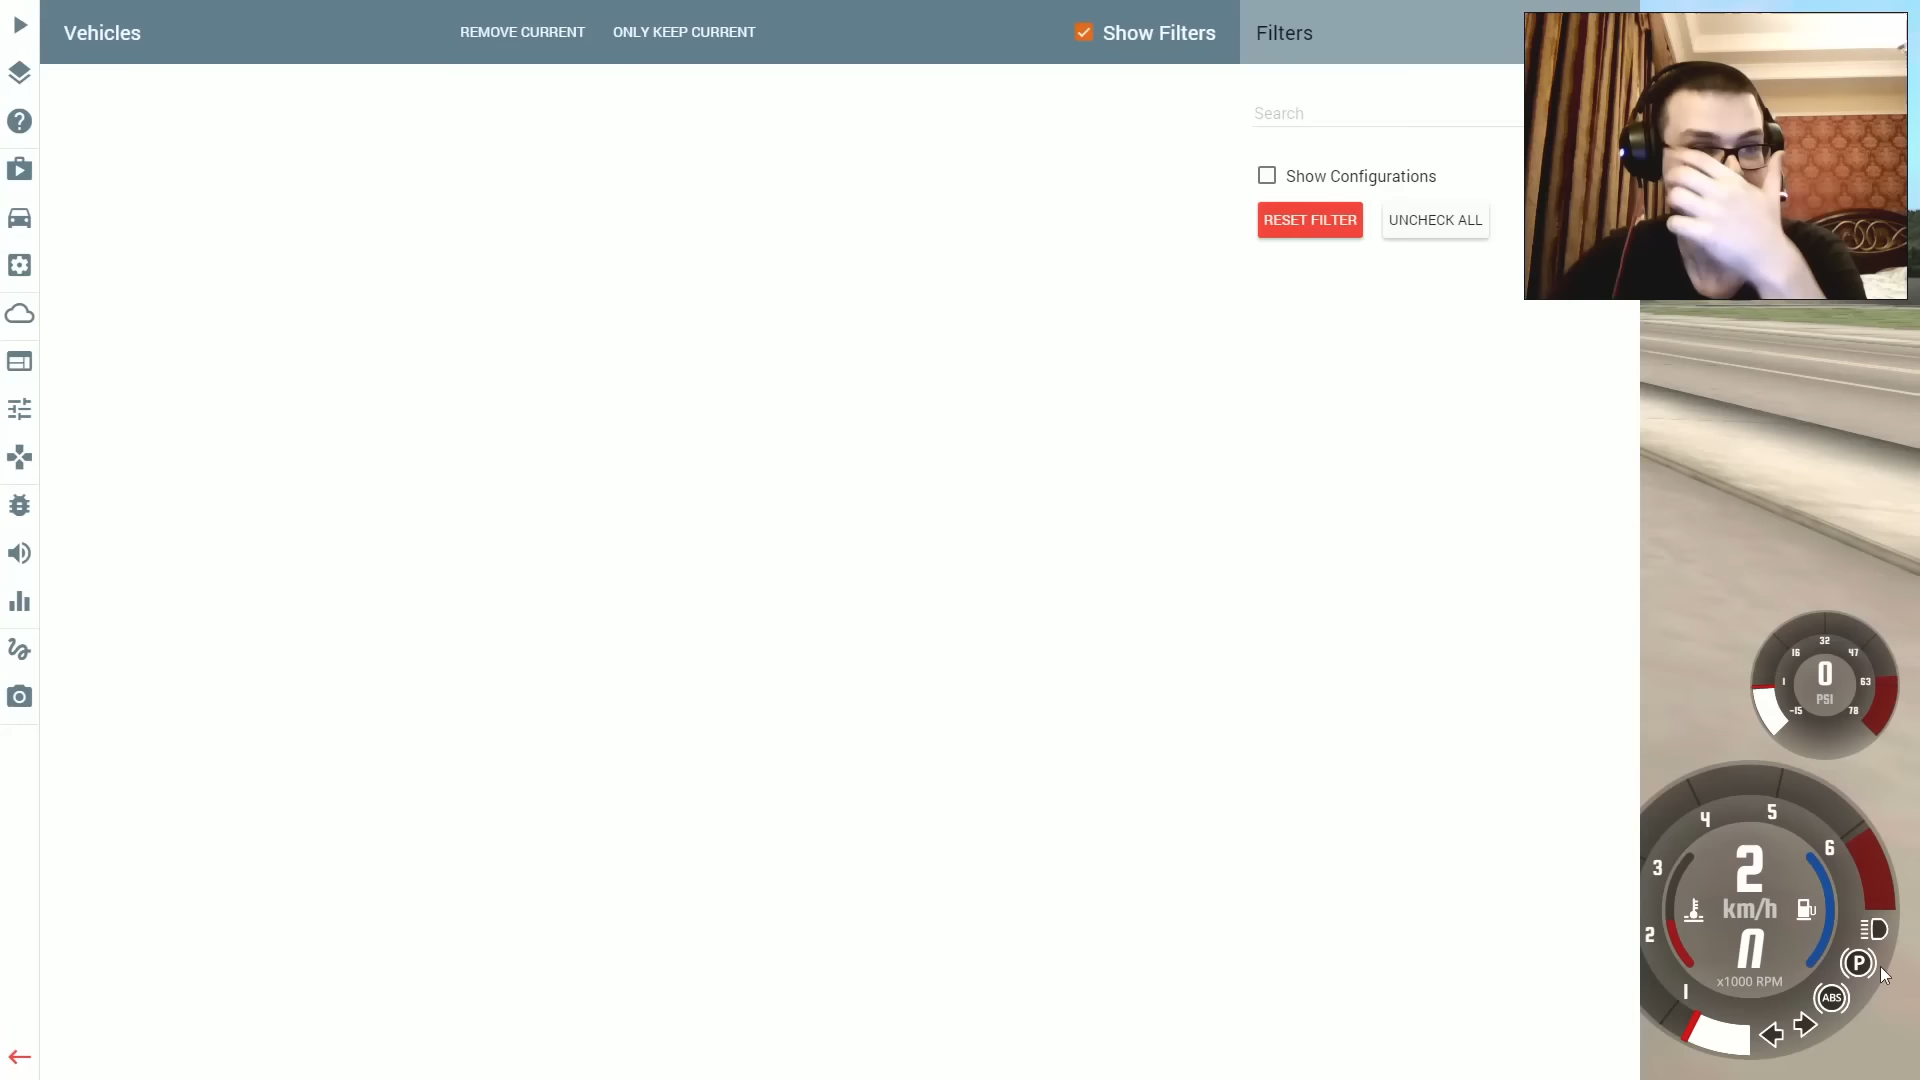 Vehicles REMOVE CURRENT ONLY KEEP CURRENT Show Filters Filters
Search
Show Configurations
RESET FILTER UNCHECK ALL
32
16 47
0
1 63
PSI
-15 78
5
4
6
3
2
km/h
2
n
x1000 RPM
1
P
ABS